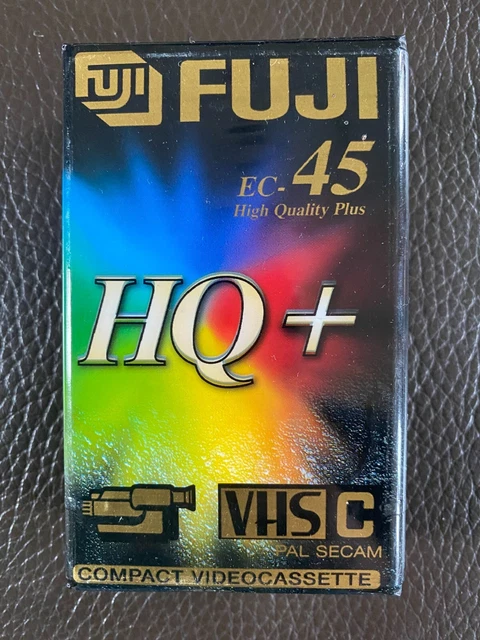 FUJI FUJI
EC-45
High Quality Plus
HQ+
VHS C
PAL SECAM
COMPACT VIDEOCASSETTE